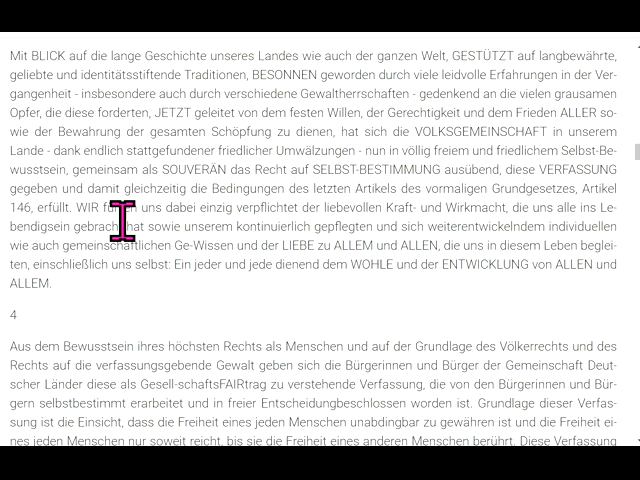 Mit BLICK auf die lange Geschichte unseres Landes wie auch der ganzen Welt, GESTÜTZT auf langbewährte,
geliebte und identitätsstiftende Traditionen, BESONNEN geworden durch viele leidvolle Erfahrungen in der Ver-
gangenheit - insbesondere auch durch verschiedene Gewaltherrschaften - gedenkend an die vielen grausamen
Opfer, die diese forderten, JETZT geleitet von dem festen Willen, der Gerechtigkeit und dem Frieden ALLER so-
wie der Bewahrung der gesamten Schöpfung zu dienen, hat sich die VOLKSGEMEINSCHAFT in unserem
Lande - dank endlich stattgefundener friedlicher Umwälzungen - nun in völlig freiem und friedlichem Selbst-Be-
wusstsein, gemeinsam als SOUVERÄN das Recht auf SELBST-BESTIMMUNG ausübend, diese VERFASSUNG
gegeben und damit gleichzeitig die Bedingungen des letzten Artikels des vormaligen Grundgesetzes, Artikel
146, erfüllt. WIR fühlen uns dabei einzig verpflichtet der liebevollen Kraft- und Wirkmacht, die uns alle ins Le-
bendigsein gebracht hat sowie unserem kontinuierlich gepflegten und sich weiterentwickelndem individuellen
wie auch gemeinschaftlichen Ge-Wissen und der LIEBE zu ALLEM und ALLEN, die uns in diesem Leben beglei-
ten, einschließlich uns selbst: Ein jeder und jede dienend dem WOHLE und der ENTWICKLUNG von ALLEN und
ALLEM.
4
Aus dem Bewusstsein ihres höchsten Rechts als Menschen und auf der Grundlage des Völkerrechts und des
Rechts auf die verfassungsgebende Gewalt geben sich die Bürgerinnen und Bürger der Gemeinschaft Deut-
scher Länder diese als Gesell-schaftsFAIRtrag zu verstehende Verfassung, die von den Bürgerinnen und Bür-
gern selbstbestimmt erarbeitet und in freier Entscheidungbeschlossen worden ist. Grundlage dieser Verfas-
sung ist die Einsicht, dass die Freiheit eines jeden Menschen unabdingbar zu gewähren ist und die Freiheit ei-
nes jeden Menschen nur soweit reicht, bis sie die Freiheit eines anderen Menschen berührt. Diese Verfassung